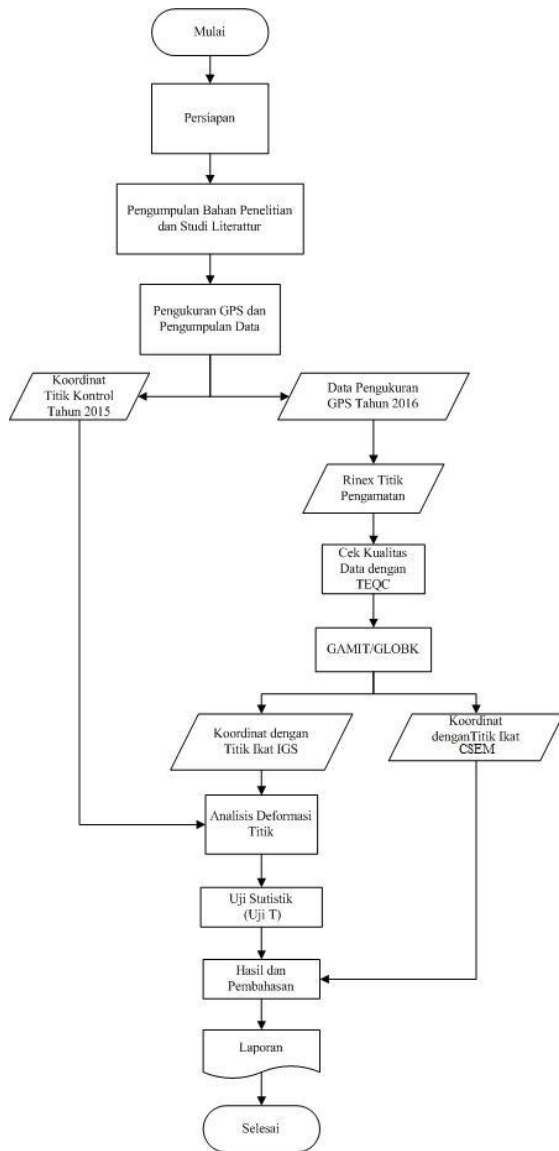 Mulai
Persiapan
Pengumpulan Bahan Penelitian
dan Studi Literattur
Pengukuran GPS dan
Pengumpulan Data
Koordinat
Titik Kontrol
Tahun 2015
Data Pengukuran
GPS Tahun 2016
Rinex Titik
Pengamatan
Cek Kualitas
Data dengan
TEQC
GAMIT/GLOBK
Koordinat dengan
Titik Ikat IGS
Koordinat
denganTitik Ikat
CSEM
Analisis Deformasi
Titik
Uji Statistik
(Uji T)
Hasil dan
Pembahasan
Laporan
Selesai